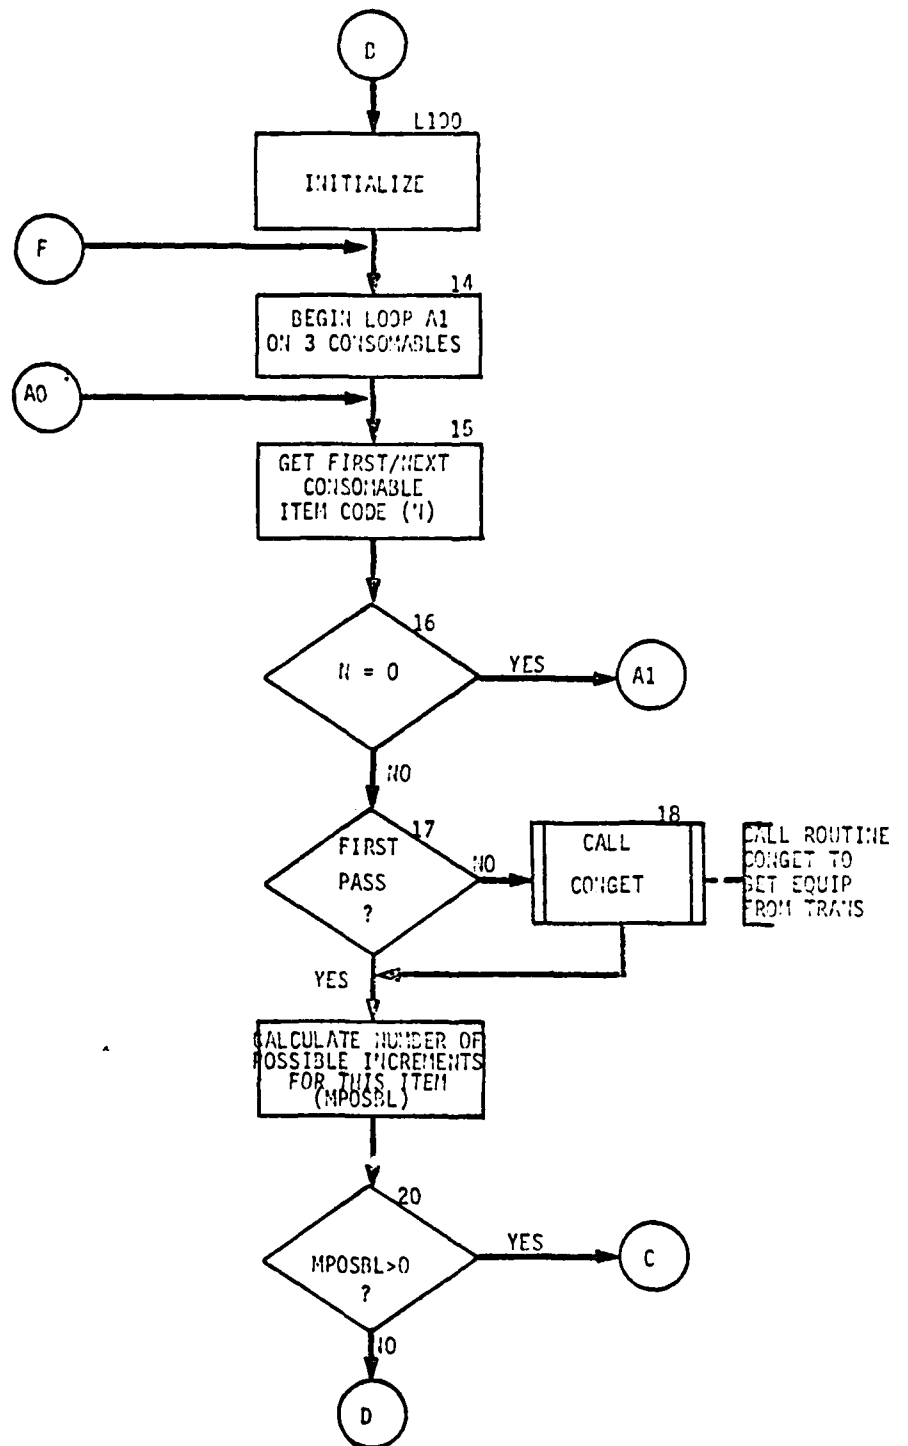 L100
INITIALIZE
F
14
BEGIN LOOP A1
ON 3 CONSOMABLES
A0
15
GET FIRST/NEXT
CONSOMABLE
ITEM CODE (N)
16
N = 0
YES
A1
NO
17
FIRST
PASS
?
NO
18
CALL
CONGET
CALL ROUTINE
CONGET TO
GET EQUIP
FROM TRANS
YES
CALCULATE NUMBER OF
POSSIBLE INCREMENTS
FOR THIS ITEM
(MPOSBL)
20
MPOSBL>0
?
YES
C
NO
D